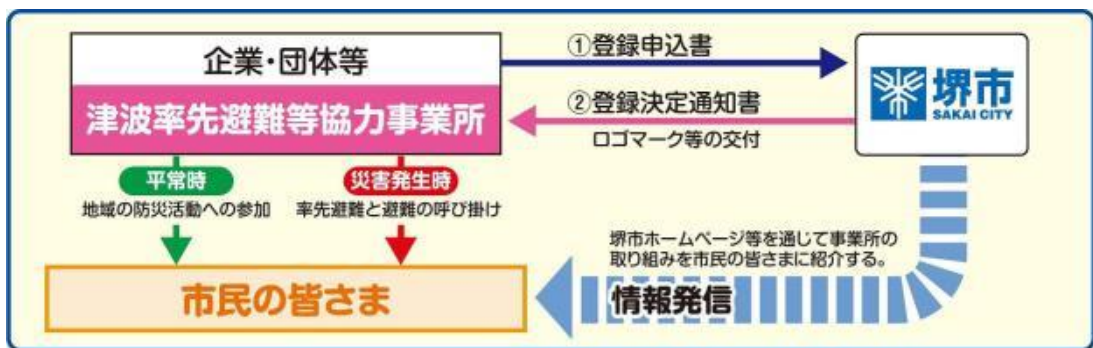 企業・団体等
津波率先避難等協力事業所
①登録申込書
②登録決定通知書
ロゴマーク等の交付
堺市
SAKAI CITY
平常時
地域の防災活動への参加
災害発生時
率先避難と避難の呼び掛け
堺市ホームページ等を通じて事業所の
取り組みを市民の皆さまに紹介する。
情報発信
市民の皆さま